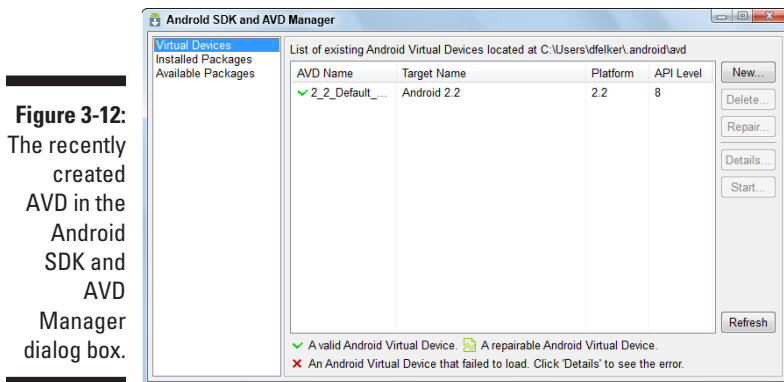 Figure 3-12:
The recently
created
AVD in the
Android
SDK and
AVD
Manager
dialog box.
Android SDK and AVD Manager
Virtual Devices
Installed Packages
Available Packages
List of existing Android Virtual Devices located at C:\Users\dfelker\.android\avd
AVD Name Target Name Platform API Level
2_2_Default_... Android 2.2 2.2 8
New...
Delete...
Repair...
Details...
Start...
Refresh
A valid Android Virtual Device. A repairable Android Virtual Device.
An Android Virtual Device that failed to load. Click 'Details' to see the error.